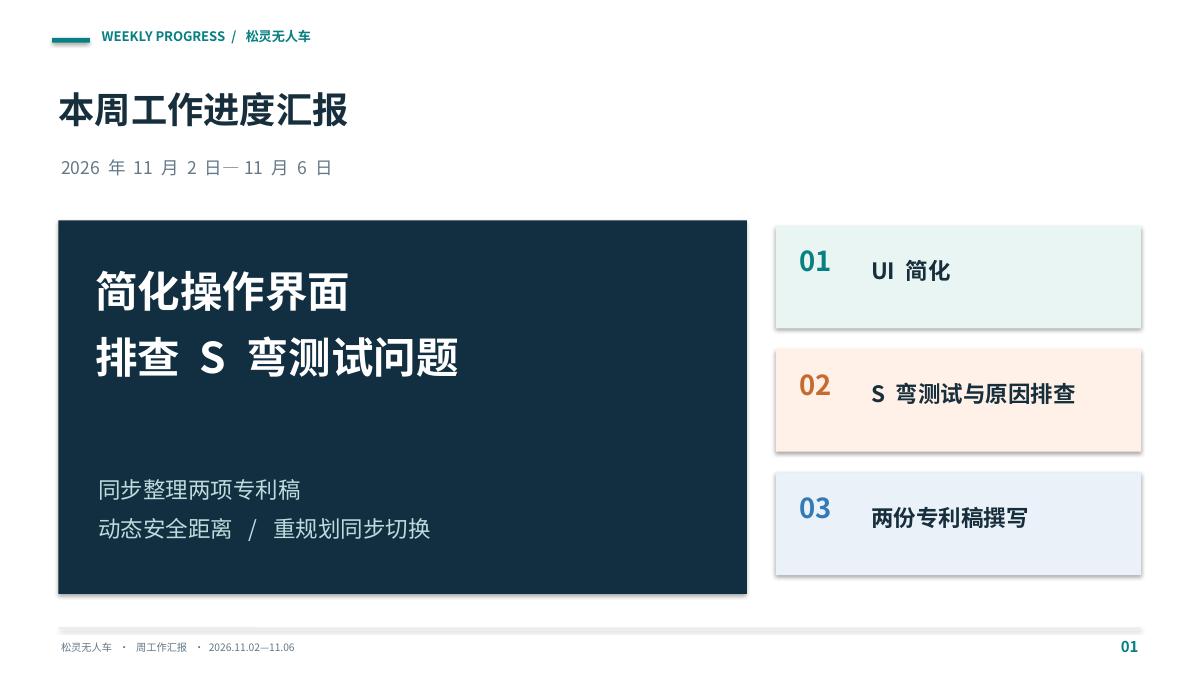 WEEKLY PROGRESS / 松灵无人车
本周工作进度汇报
2026 年 11 月 2 日—11 月 6 日
简化操作界面
排查 S 弯测试问题
同步整理两项专利稿
动态安全距离 / 重规划同步切换
01 UI 简化
02 S 弯测试与原因排查
03 两份专利稿撰写
松灵无人车 · 周工作汇报 · 2026.11.02—11.06
01